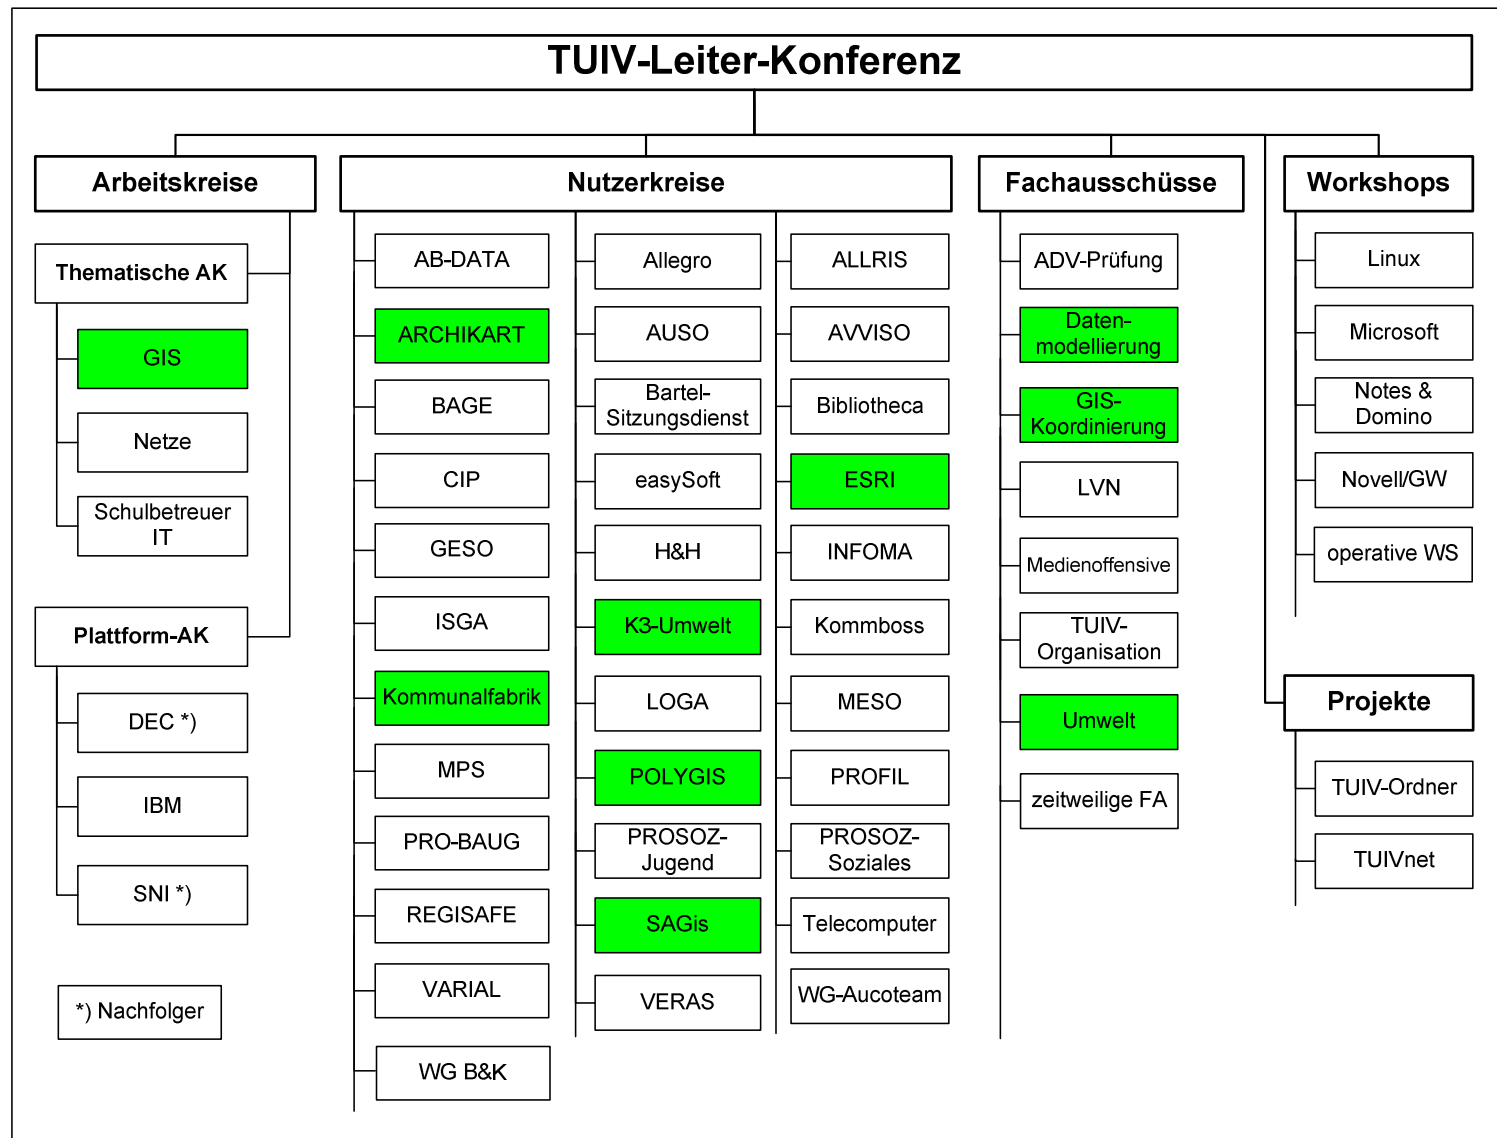 TUIV-Leiter-Konferenz
Arbeitskreise
Thematische AK
GIS
Netze
Schulbetreuer
IT
Plattform-AK
DEC *)
IBM
SNI *)
*) Nachfolger
Nutzerkreise
AB-DATA
ARCHIKART
BAGE
CIP
GESO
ISGA
Kommunalfabrik
MPS
PRO-BAUG
REGISAFE
VARIAL
WG B&K
Allegro
AUSO
Bartel-
Sitzungsdienst
easySoft
H&H
K3-Umwelt
LOGA
POLYGIS
PROSOZ-
Jugend
SAGis
VERAS
ALLRIS
AVVISO
Bibliotheca
ESRI
INFOMA
Kommboss
MESO
PROFIL
PROSOZ-
Soziales
Telecomputer
WG-Aucoteam
Fachausschüsse
ADV-Prüfung
Daten-
modellierung
GIS-
Koordinierung
LVN
Medienoffensive
TUIV-
Organisation
Umwelt
zeitweilige FA
Workshops
Linux
Microsoft
Notes &
Domino
Novell/GW
operative WS
Projekte
TUIV-Ordner
TUIVnet